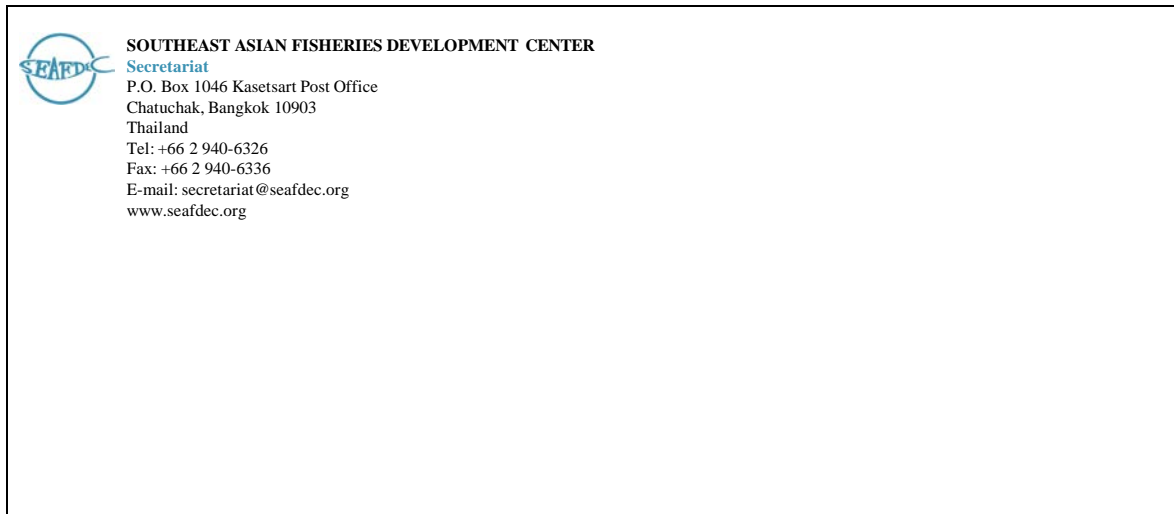 SEAFDEC
SOUTHEAST ASIAN FISHERIES DEVELOPMENT CENTER
Secretariat
P.O. Box 1046 Kasetsart Post Office
Chatuchak, Bangkok 10903
Thailand
Tel: +66 2 940-6326
Fax: +66 2 940-6336
E-mail: secretariat@seafdec.org
www.seafdec.org